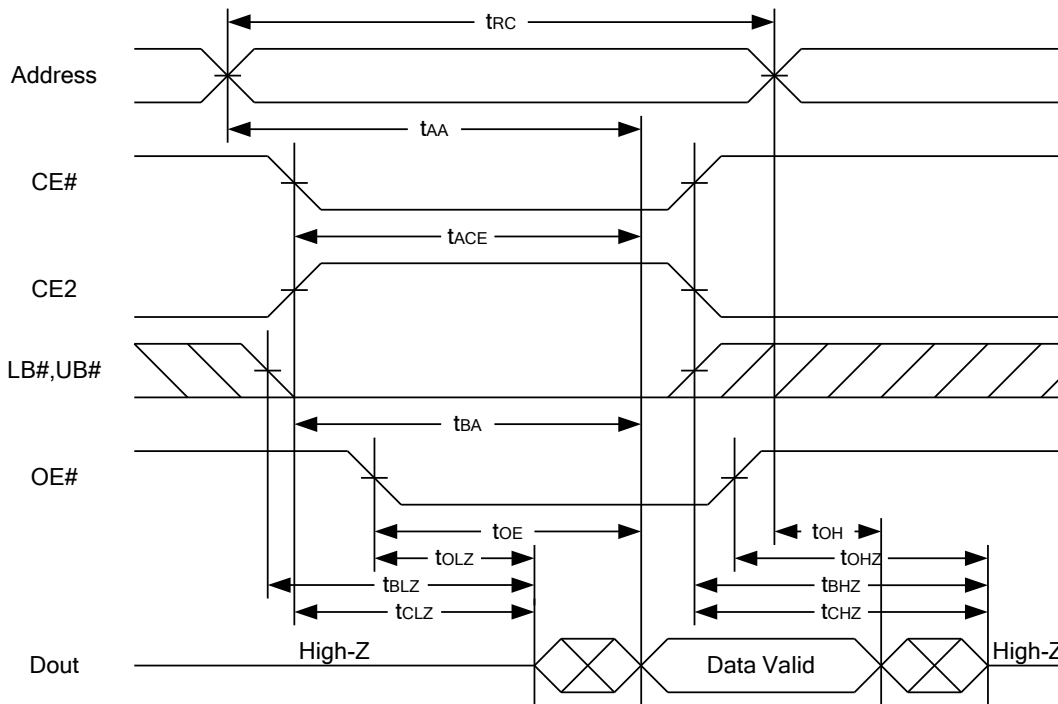 tRC
Address
tAA
CE#
tACE
CE2
LB#,UB#
tBA
OE#
tOE
tOH
tOLZ
tOHZ
tBLZ
tBHZ
tCLZ
tCHZ
Dout
High-Z
Data Valid
High-Z